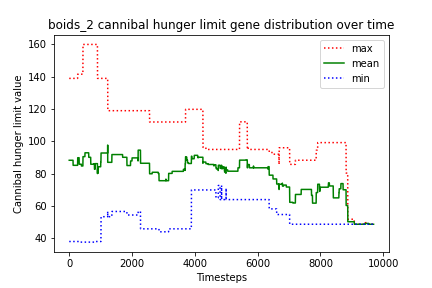 boids_2 cannibal hunger limit gene distribution over time
max
mean
min
Cannibal hunger limit value
160
140
120
100
80
60
40
0
2000
4000
6000
8000
10000
Timesteps